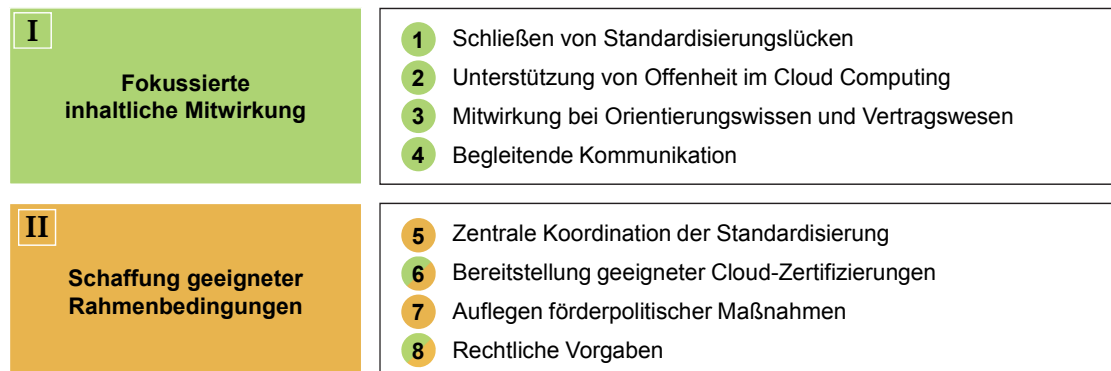 I
Fokussierte
inhaltliche Mitwirkung
1 Schließen von Standardisierungslücken
2 Unterstützung von Offenheit im Cloud Computing
3 Mitwirkung bei Orientierungswissen und Vertragswesen
4 Begleitende Kommunikation
II
Schaffung geeigneter
Rahmenbedingungen
5 Zentrale Koordination der Standardisierung
6 Bereitstellung geeigneter Cloud-Zertifizierungen
7 Auflegen förderpolitischer Maßnahmen
8 Rechtliche Vorgaben